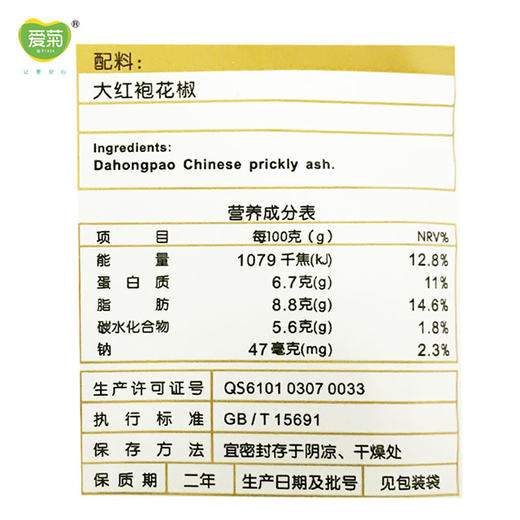 爱菊®
让爱安心
配料:
大红袍花椒
Ingredients:
Dahongpao Chinese prickly ash.
营养成分表
项 目 每100克(g) NRV%
能 量 1079 千焦(kJ) 12.8%
蛋白质 6.7克(g) 11%
脂 肪 8.8克(g) 14.6%
碳水化合物 5.6克(g) 1.8%
钠 47毫克(mg) 2.3%
生产许可证号 QS6101 0307 0033
执行标准 GB/T 15691
保存方法 宜密封存于阴凉、干燥处
保质期 二年 生产日期及批号 见包装袋